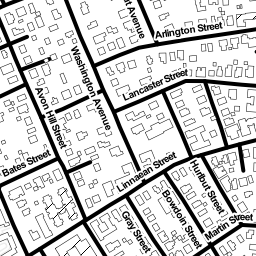 Avenue
Arlington Street
Washington Avenue
Lancaster Street
Avon Hill Street
Bates Street
Linnaean Street
Hurlbut Street
Bowdoin Street
Gray Street
Martin Street